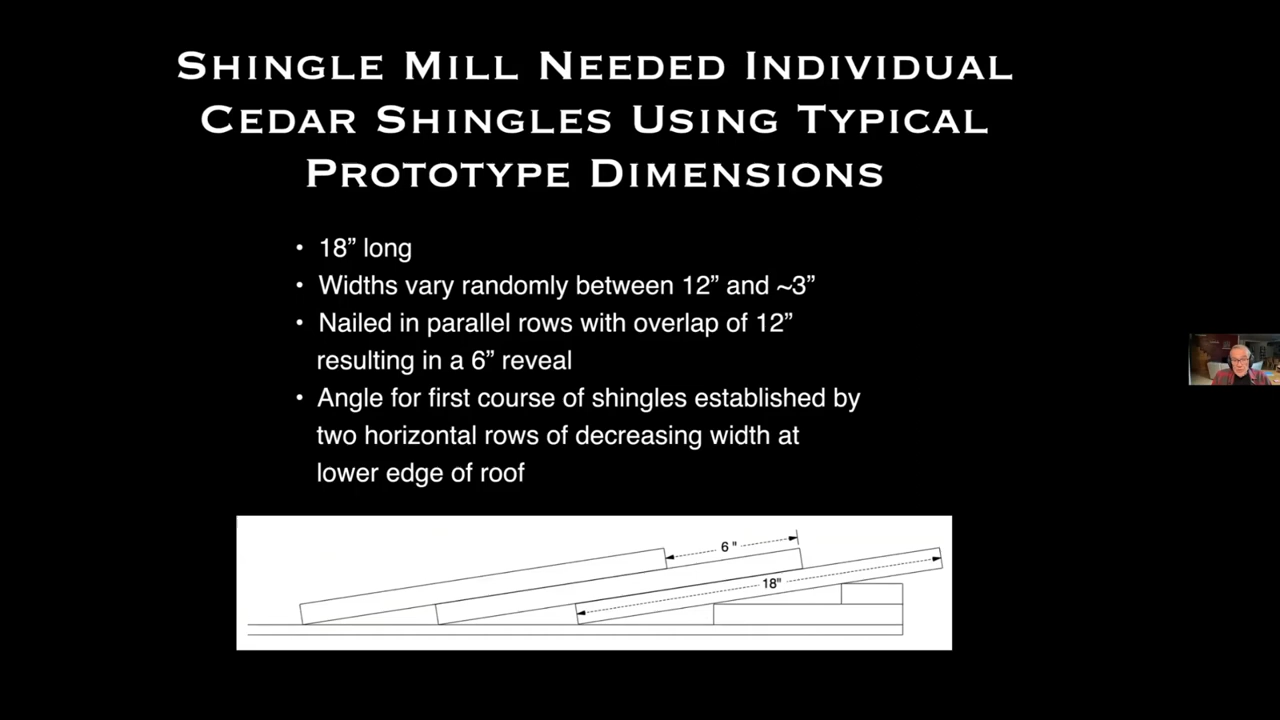 Shingle Mill Needed Individual
Cedar Shingles Using Typical
Prototype Dimensions
• 18” long
• Widths vary randomly between 12” and ~3”
• Nailed in parallel rows with overlap of 12”
resulting in a 6” reveal
• Angle for first course of shingles established by
two horizontal rows of decreasing width at
lower edge of roof
6 "
18"